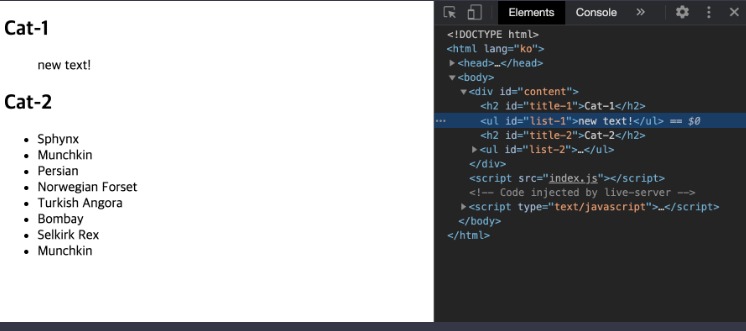 Cat-1
new text!
Cat-2
Sphynx
Munchkin
Persian
Norwegian Forset
Turkish Angora
Bombay
Selkirk Rex
Munchkin
Elements Console »
<!DOCTYPE html>
<html lang="ko">
<head>…</head>
<body>
<div id="content">
<h2 id="title-1">Cat-1</h2>
<ul id="list-1">new text!</ul> == $0
<h2 id="title-2">Cat-2</h2>
<ul id="list-2">…</ul>
</div>
<script src="index.js"></script>
<!-- Code injected by live-server -->
<script type="text/javascript">…</script>
</body>
</html>